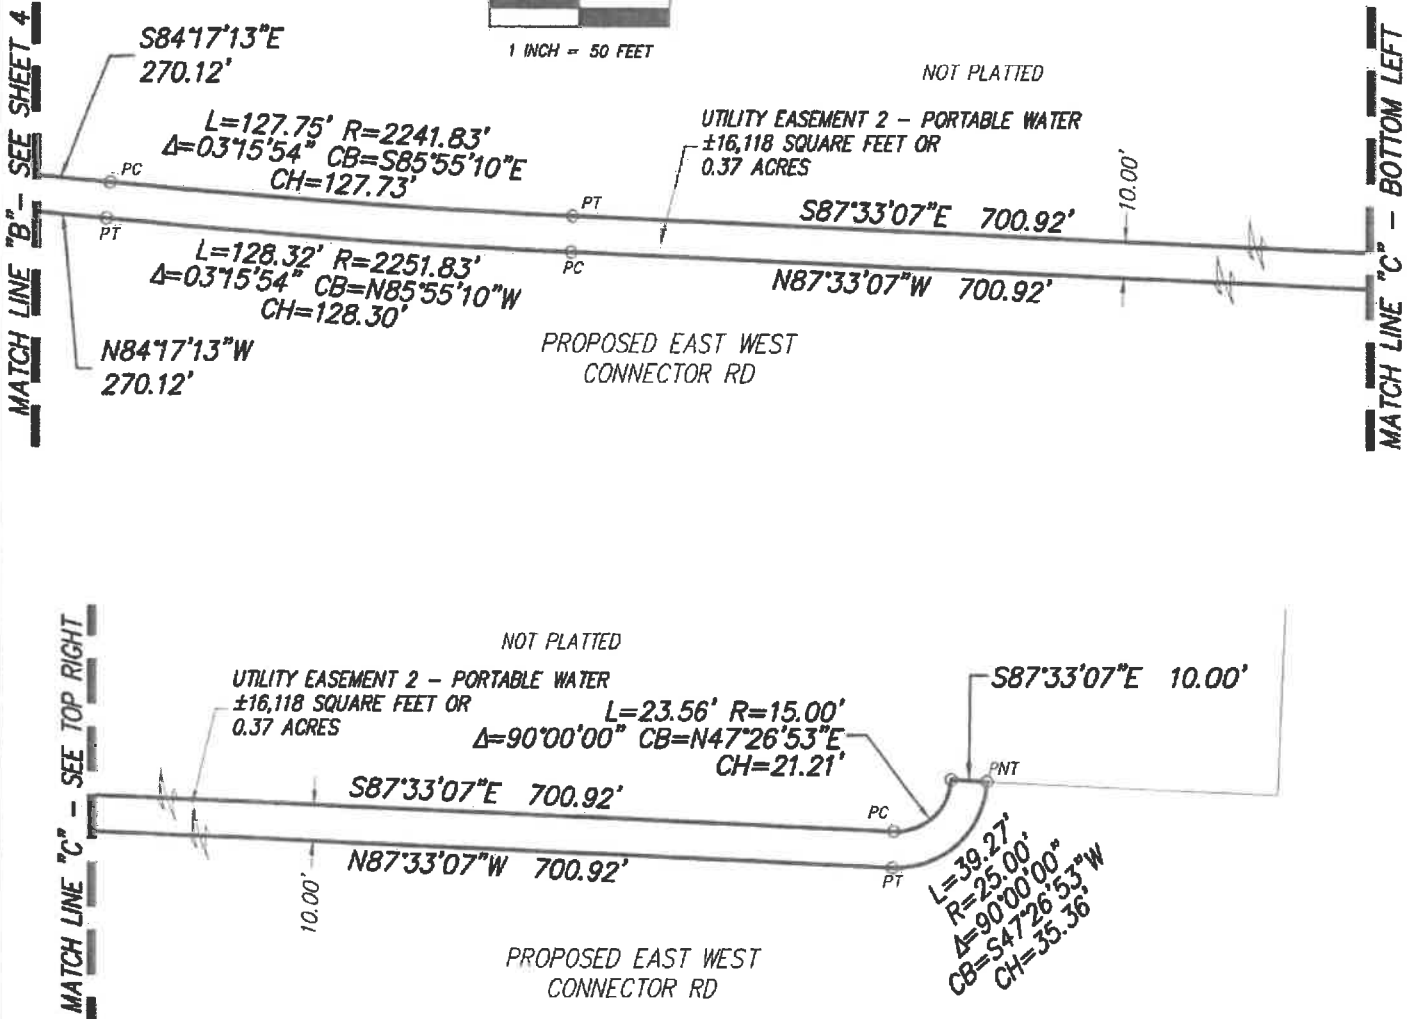 MATCH LINE "B" - SEE SHEET 4
S84°17'13"E
270.12'
1 INCH = 50 FEET
NOT PLATTED
L=127.75' R=2241.83'
Δ=03°15'54" CB=S85°55'10"E
CH=127.73'
UTILITY EASEMENT 2 - PORTABLE WATER
±16,118 SQUARE FEET OR
0.37 ACRES
10.00'
PC
PT
S87°33'07"E 700.92'
PT
PC
L=128.32' R=2251.83'
Δ=03°15'54" CB=N85°55'10"W
CH=128.30'
N87°33'07"W 700.92'
N84°17'13"W
270.12'
PROPOSED EAST WEST
CONNECTOR RD
MATCH LINE "C" - BOTTOM LEFT
MATCH LINE "C" - SEE TOP RIGHT
NOT PLATTED
UTILITY EASEMENT 2 - PORTABLE WATER
±16,118 SQUARE FEET OR
0.37 ACRES
L=23.56' R=15.00'
Δ=90°00'00" CB=N47°26'53"E
CH=21.21'
S87°33'07"E 10.00'
PNT
S87°33'07"E 700.92'
PC
N87°33'07"W 700.92'
PT
10.00'
L=39.27'
R=25.00'
Δ=90°00'00"
CB=S47°26'53"W
CH=35.36'
PROPOSED EAST WEST
CONNECTOR RD